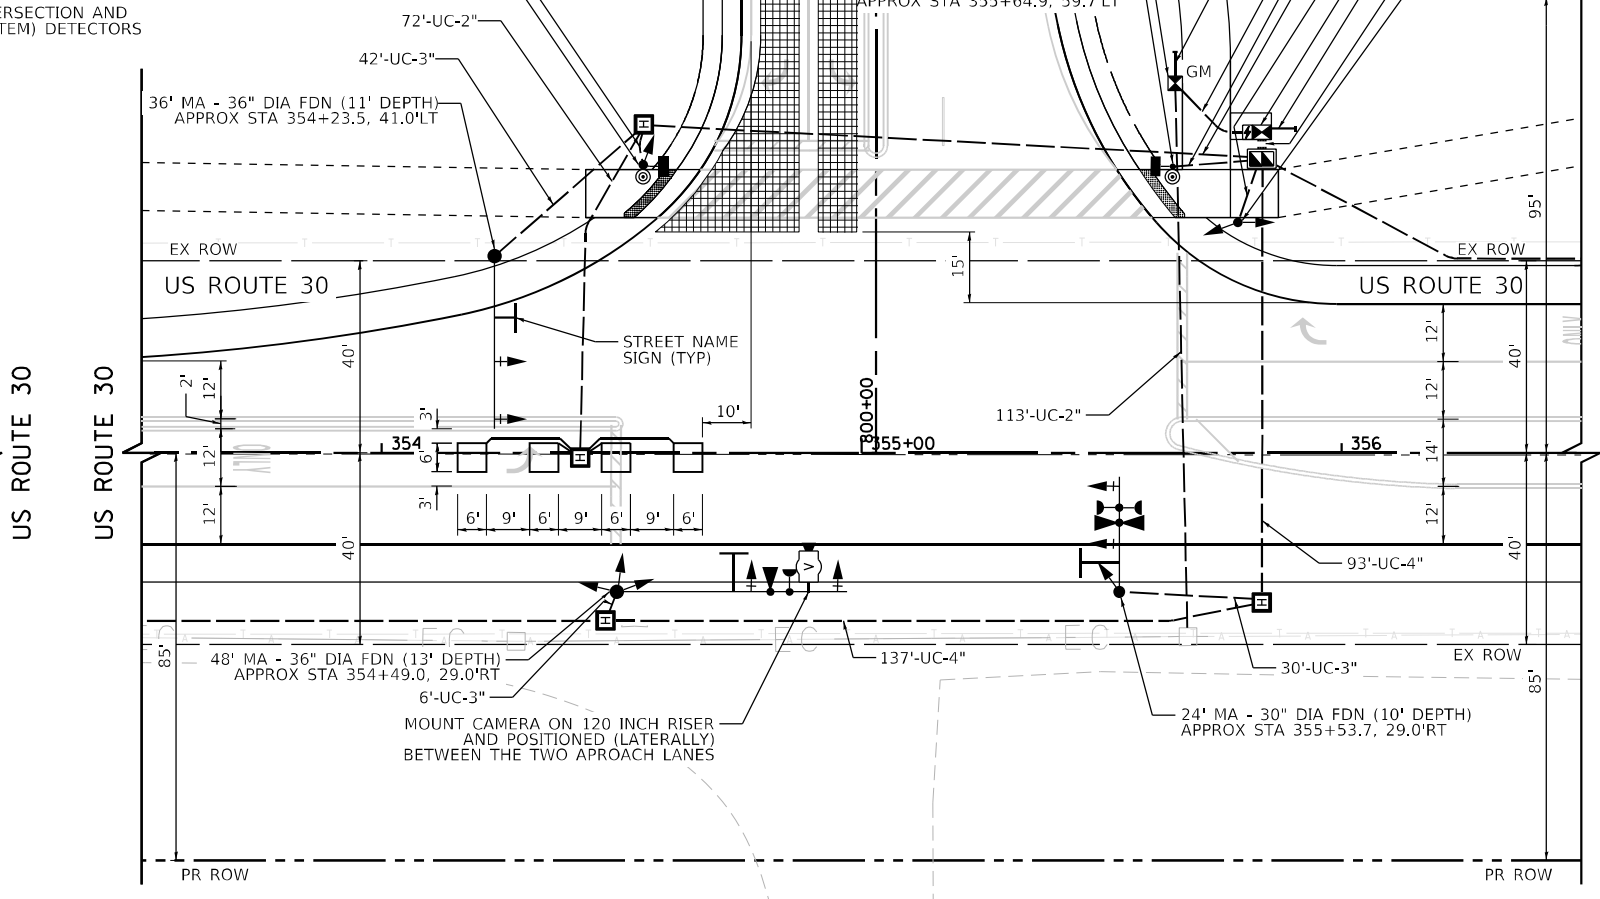 ERSECTION AND
TEM) DETECTORS
APPROX STA 355+64.9, 59.7'LT
72'-UC-2"
42'-UC-3"
36' MA - 36" DIA FDN (11' DEPTH)
APPROX STA 354+23.5, 41.0'LT
GM
H
EX ROW
EX ROW
US ROUTE 30
US ROUTE 30
15'
95'
STREET NAME
SIGN (TYP)
40'
40'
12'
12'
2'
12'
12'
12'
14'
12'
3'
6'
3'
10'
113'-UC-2"
US ROUTE 30
US ROUTE 30
354
800+00
355+00
356
H
6'
9'
6'
9'
6'
9'
6'
40'
40'
V
93'-UC-4"
H
H
EC
EC
EC
T
A
85'
85'
48' MA - 36" DIA FDN (13' DEPTH)
APPROX STA 354+49.0, 29.0'RT
6'-UC-3"
137'-UC-4"
30'-UC-3"
EX ROW
MOUNT CAMERA ON 120 INCH RISER
AND POSITIONED (LATERALLY)
BETWEEN THE TWO APROACH LANES
24' MA - 30" DIA FDN (10' DEPTH)
APPROX STA 355+53.7, 29.0'RT
PR ROW
PR ROW